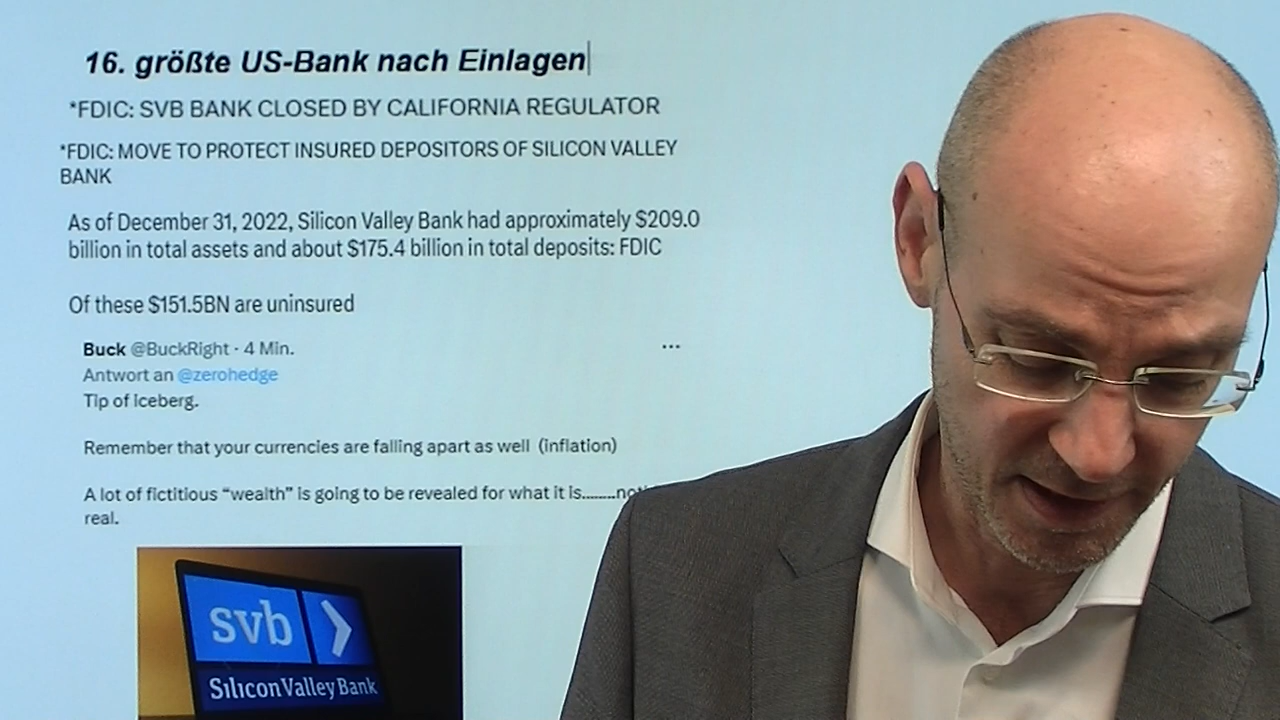 16. größte US-Bank nach Einlagen
*FDIC: SVB BANK CLOSED BY CALIFORNIA REGULATOR
*FDIC: MOVE TO PROTECT INSURED DEPOSITORS OF SILICON VALLEY
BANK
As of December 31, 2022, Silicon Valley Bank had approximately $209.0
billion in total assets and about $175.4 billion in total deposits: FDIC
Of these $151.5BN are uninsured
Buck @BuckRight · 4 Min. ...
Antwort an @zerohedge
Tip of Iceberg.
Remember that your currencies are falling apart as well (inflation)
A lot of fictitious “wealth” is going to be revealed for what it is........
real.
svb
Silicon Valley Bank